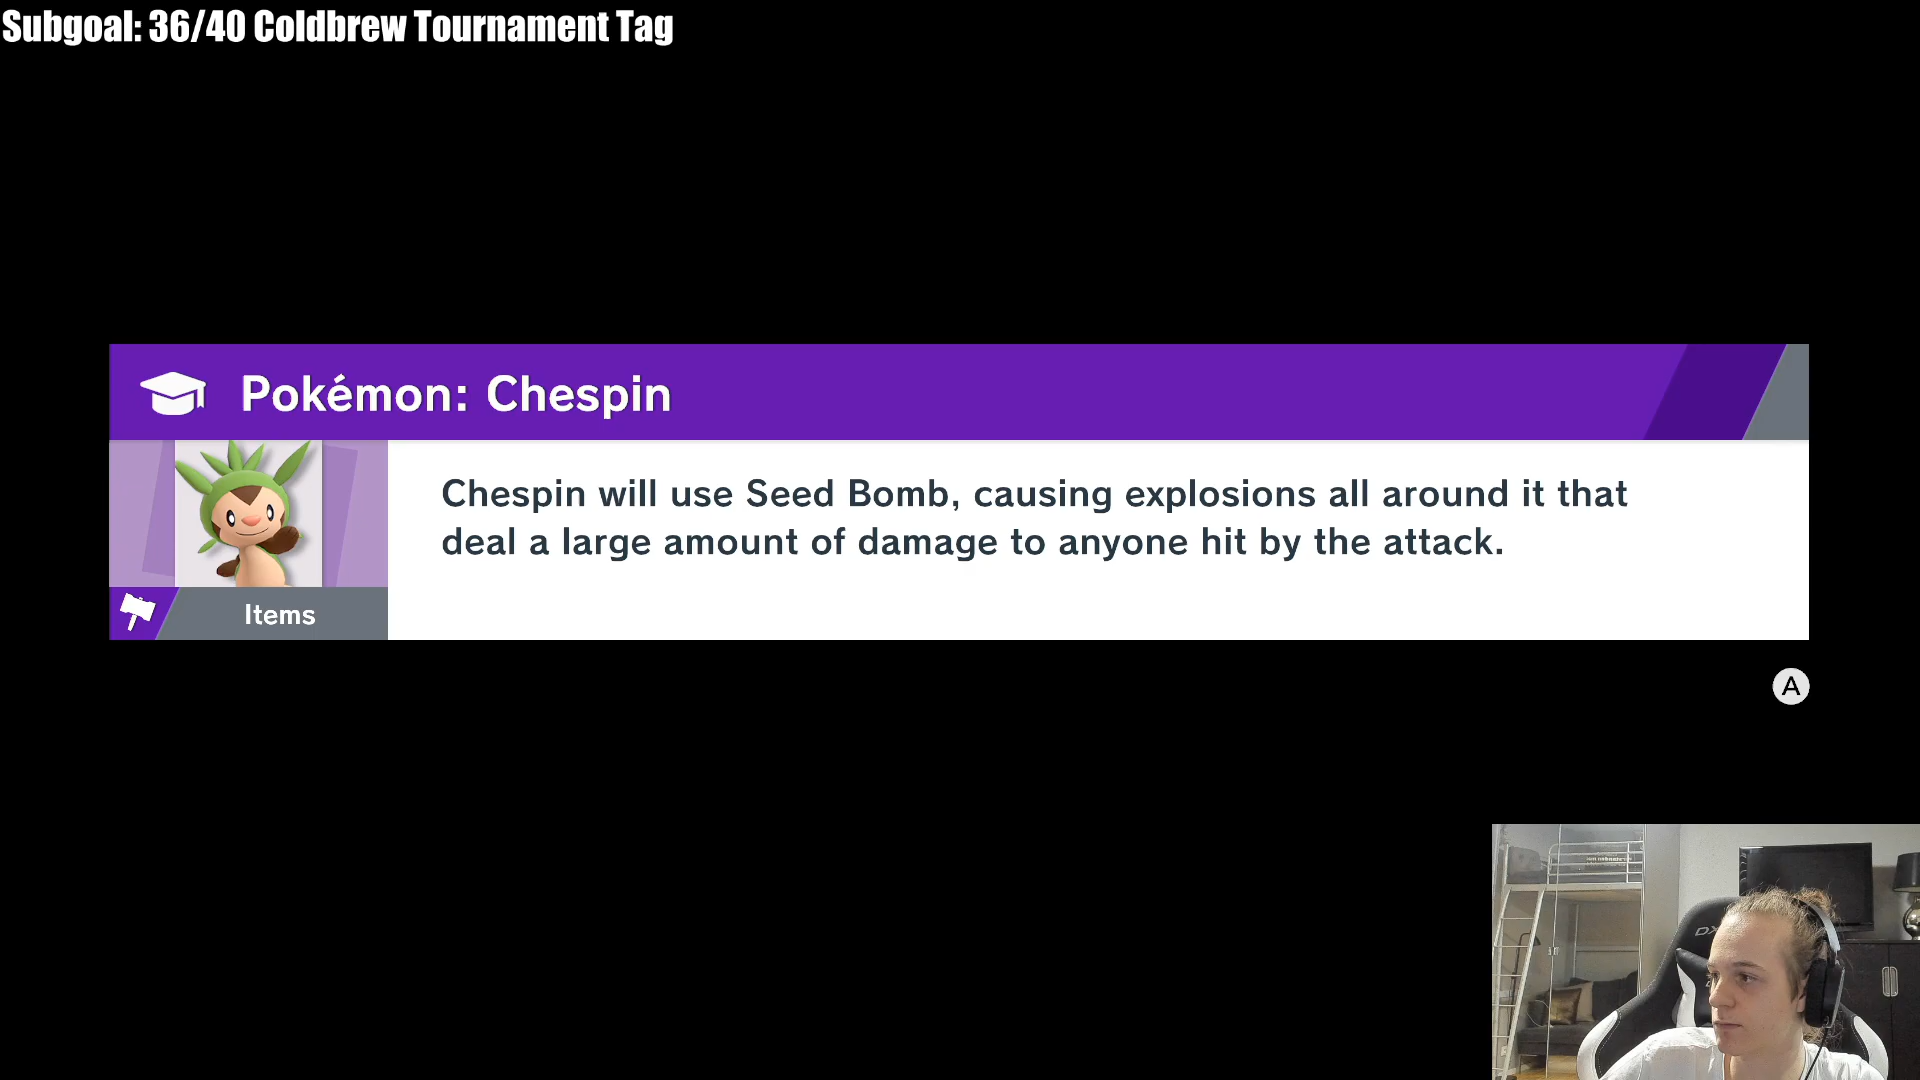 Subgoal: 36/40 Coldbrew Tournament Tag
Pokémon: Chespin
Chespin will use Seed Bomb, causing explosions all around it that
deal a large amount of damage to anyone hit by the attack.
Items
A
DX